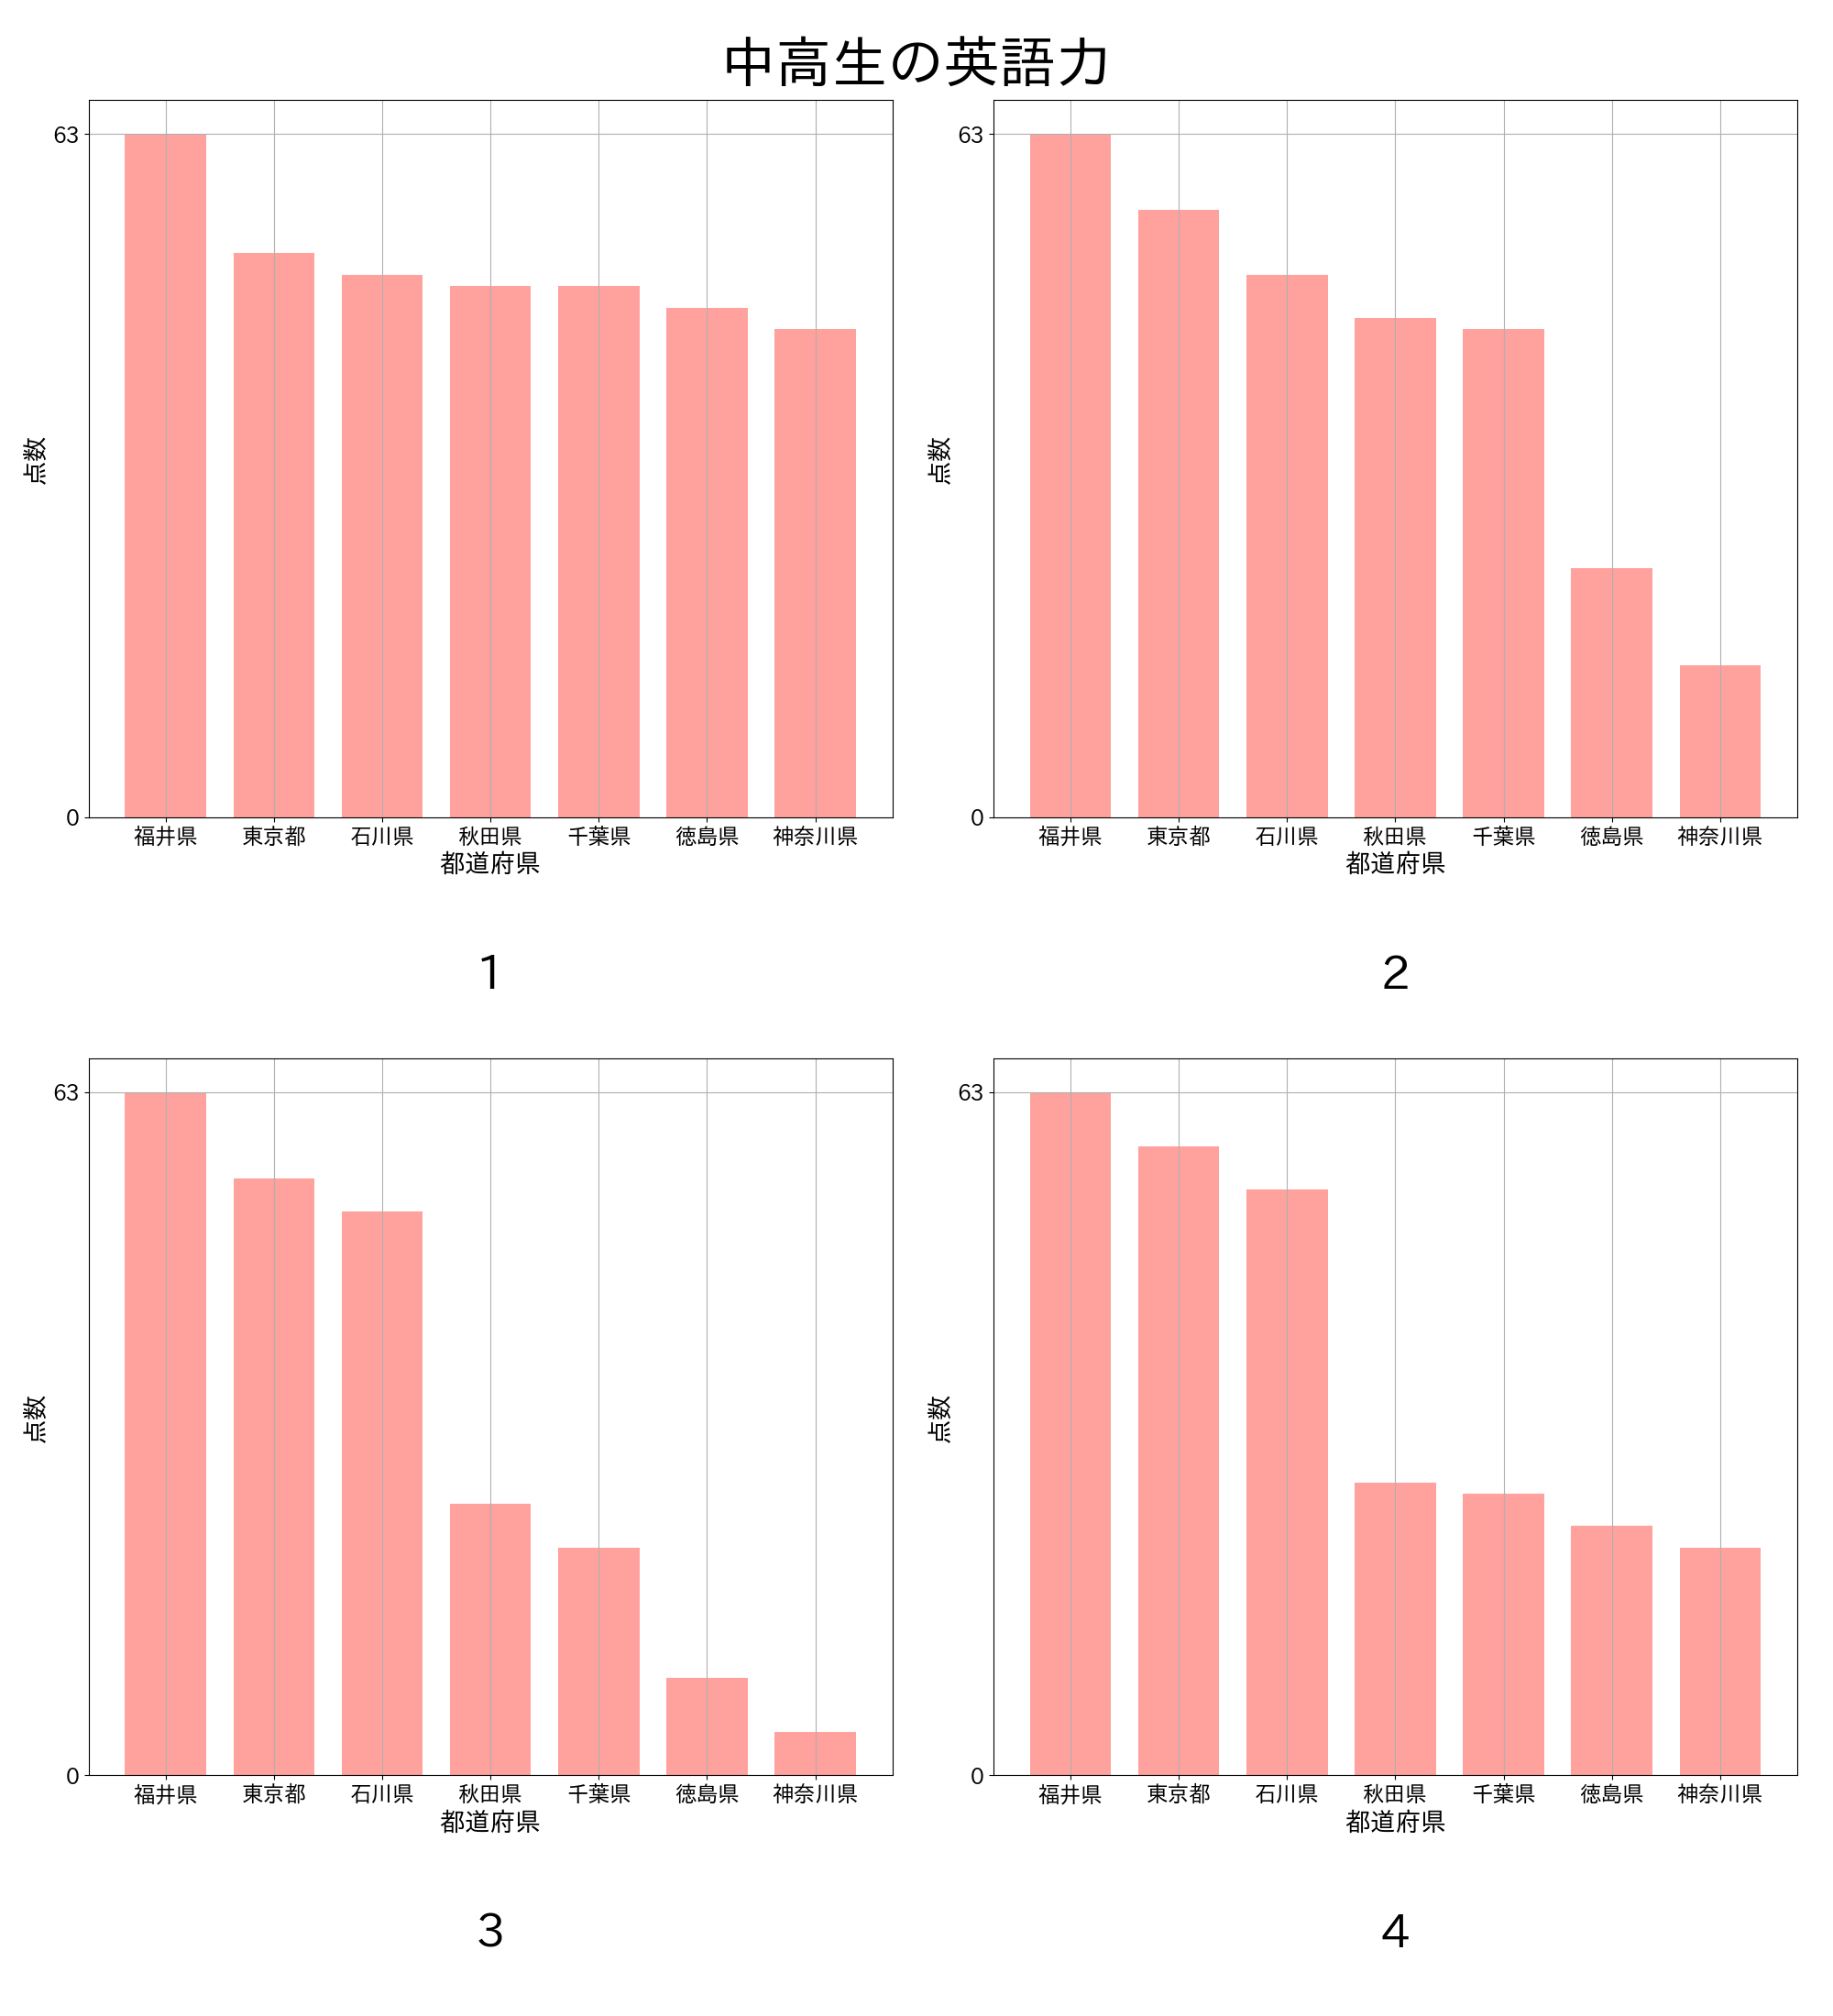 中高生の英語力
63
点数
0
福井県 東京都 石川県 秋田県 千葉県 徳島県 神奈川県
都道府県
1
63
点数
0
福井県 東京都 石川県 秋田県 千葉県 徳島県 神奈川県
都道府県
2
63
点数
0
福井県 東京都 石川県 秋田県 千葉県 徳島県 神奈川県
都道府県
3
63
点数
0
福井県 東京都 石川県 秋田県 千葉県 徳島県 神奈川県
都道府県
4